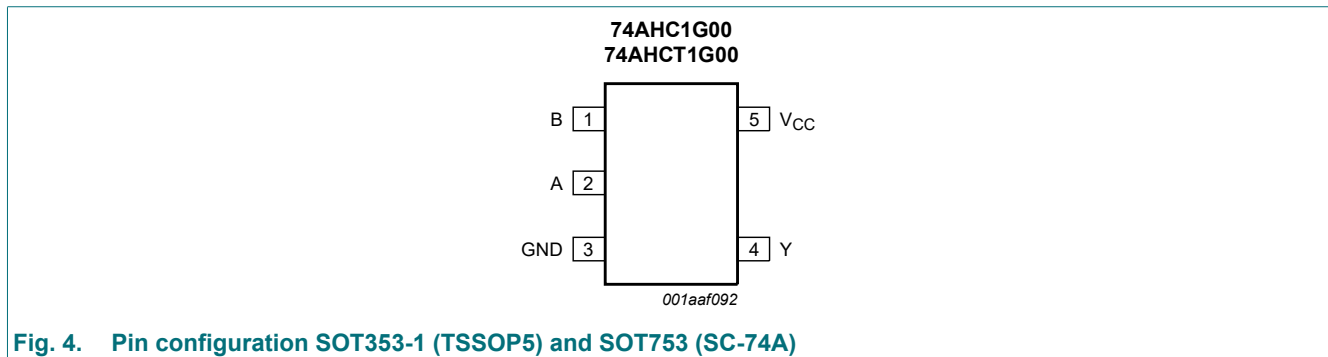 74AHC1G00
74AHCT1G00
B 1
5 VCC
A 2
GND 3
4 Y
001aaf092
Fig. 4. Pin configuration SOT353-1 (TSSOP5) and SOT753 (SC-74A)